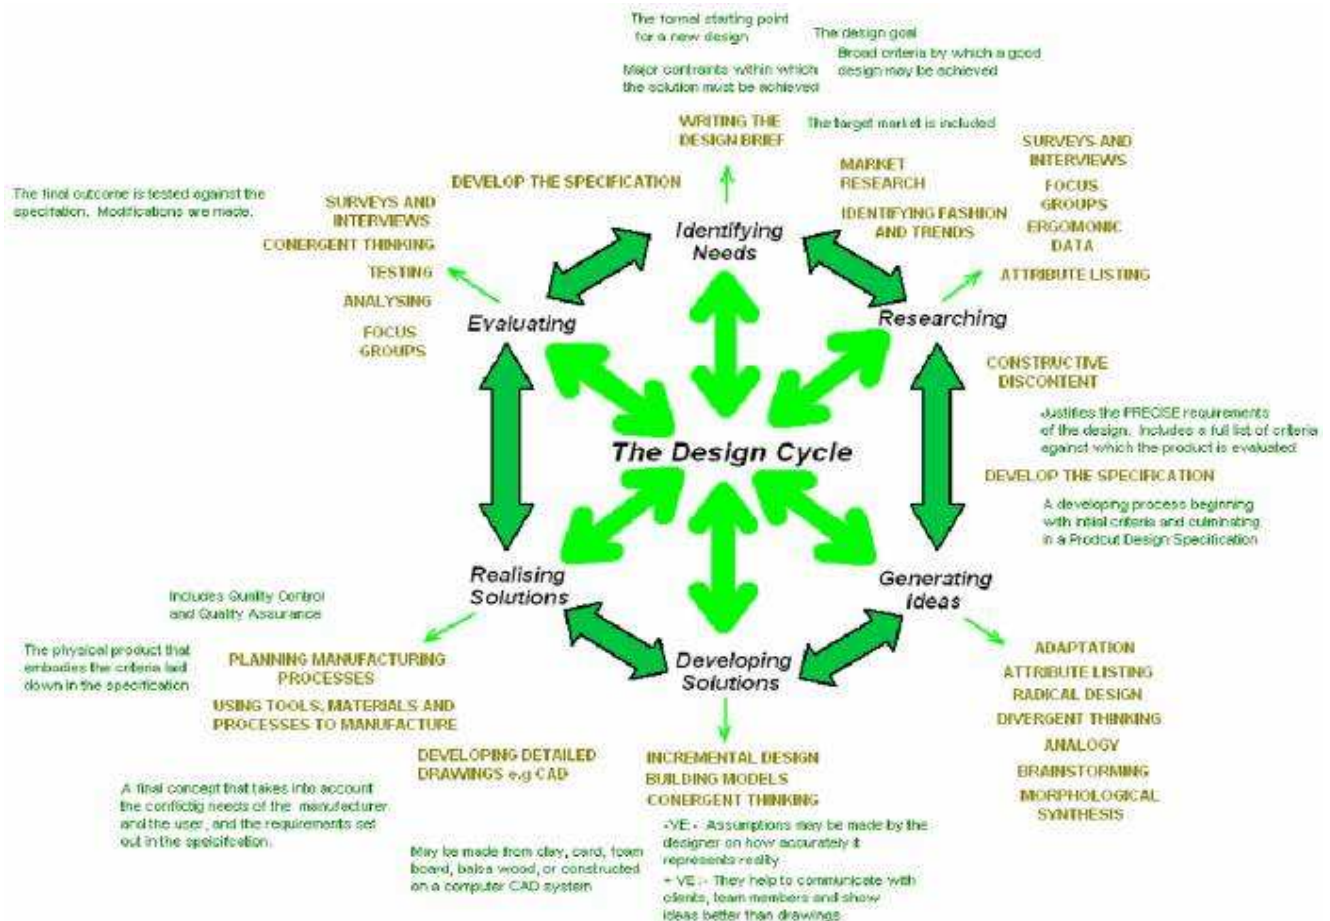 The formal starting point
for a new design
The design goal
Broad criteria by which a good
design may be achieved
Major contraints within which
the solution must be achieved
WRITING THE
DESIGN BRIEF
The target market is included
SURVEYS AND
INTERVIEWS
FOCUS
GROUPS
ERGOMONIC
DATA
ATTRIBUTE LISTING
MARKET
RESEARCH
IDENTIFYING FASHION
AND TRENDS
DEVELOP THE SPECIFICATION
The final outcome is tested against the
specifation. Modifications are made.
SURVEYS AND
INTERVIEWS
CONERGENT THINKING
TESTING
ANALYSING
FOCUS
GROUPS
Identifying
Needs
Evaluating
Researching
CONSTRUCTIVE
DISCONTENT
Justifies the PRECISE requirements
of the design. Includes a full list of criteria
against which the product is evaluated
The Design Cycle
DEVELOP THE SPECIFICATION
A developing process beginning
with intial criteria and culminating
in a Prodcut Design Specification
Realising
Solutions
Generating
Ideas
Includes Quality Control
and Quality Assurance
The physical product that
embodies the criteria laid
down in the specification
PLANNING MANUFACTURING
PROCESSES
USING TOOLS, MATERIALS AND
PROCESSES TO MANUFACTURE
Developing
Solutions
ADAPTATION
ATTRIBUTE LISTING
RADICAL DESIGN
DIVERGENT THINKING
ANALOGY
BRAINSTORMING
MORPHOLOGICAL
SYNTHESIS
DEVELOPING DETAILED
DRAWINGS e.g CAD
INCREMENTAL DESIGN
BUILDING MODELS
CONERGENT THINKING
A final concept that takes into account
the conflictig needs of the manufacturer
and the user, and the requirements set
out in the speicifcation.
May be made from clay, card, foam
board, balsa wood, or constructed
on a computer CAD system
-VE:- Assumptions may be made by the
designer on how accurately it
represents reality
+ VE :- They help to communicate with
clients, team members and show
ideas better than drawings